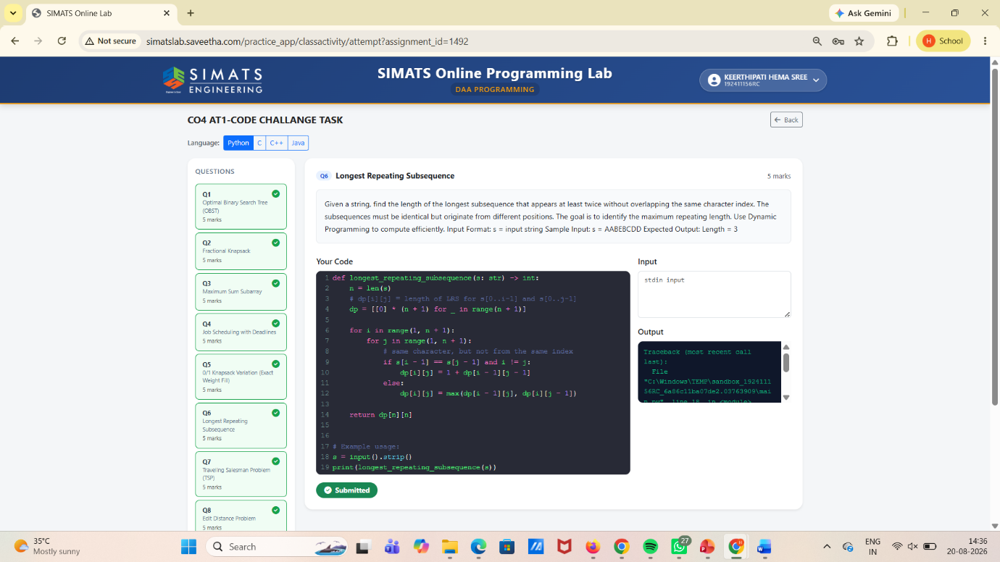 SIMATS Online Lab
Ask Gemini
Not secure
simatslab.saveetha.com/practice_app/classactivity/attempt?assignment_id=1492
H School
SIMATS
ENGINEERING
SIMATS Online Programming Lab
DAA PROGRAMMING
KEERTHIPATI HEMA SREE
192411156RC
CO4 AT1-CODE CHALLANGE TASK
← Back
Language: Python C C++ Java
QUESTIONS
Q1
Optimal Binary Search Tree
(OBST)
5 marks
Q2
Fractional Knapsack
5 marks
Q3
Maximum Sum Subarray
5 marks
Q4
Job Scheduling with Deadlines
5 marks
Q5
0/1 Knapsack Variation (Exact
Weight Fill)
5 marks
Q6
Longest Repeating
Subsequence
5 marks
Q7
Traveling Salesman Problem
(TSP)
5 marks
Q8
Edit Distance Problem
5 marks
Q6 Longest Repeating Subsequence
5 marks
Given a string, find the length of the longest subsequence that appears at least twice without overlapping the same character index. The
subsequences must be identical but originate from different positions. The goal is to identify the maximum repeating length. Use Dynamic
Programming to compute efficiently. Input Format: s = input string Sample Input: s = AABEBCDD Expected Output: Length = 3
Your Code
1 def longest_repeating_subsequence(s: str) -> int:
2     n = len(s)
3     # dp[i][j] = length of LRS for s[0..i-1] and s[0..j-1]
4     dp = [[0] * (n + 1) for _ in range(n + 1)]
5
6     for i in range(1, n + 1):
7         for j in range(1, n + 1):
8             # same character, but not from the same index
9             if s[i - 1] == s[j - 1] and i != j:
10                 dp[i][j] = 1 + dp[i - 1][j - 1]
11             else:
12                 dp[i][j] = max(dp[i - 1][j], dp[i][j - 1])
13
14     return dp[n][n]
15
16
17 # Example usage:
18 s = input().strip()
19 print(longest_repeating_subsequence(s))
Submitted
Input
stdin input
Output
Traceback (most recent call
last):
File
"C:\Windows\TEMP\sandbox_1924111
56RC_6a86c11ba07de2.03763909\mai
n.py", line 18, in <module>
35°C
Mostly sunny
Search
27
ENG
IN
14:36
20-08-2026